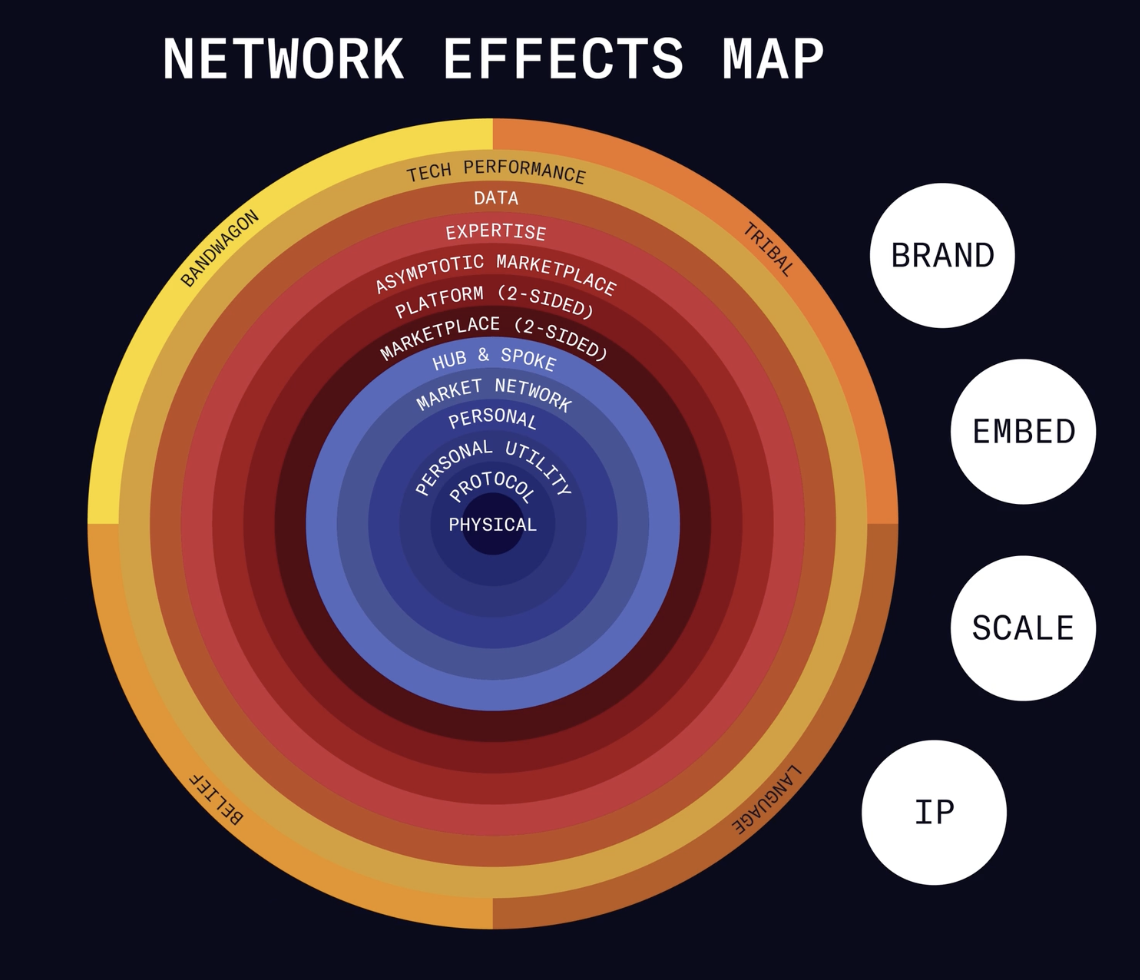 NETWORK EFFECTS MAP
TECH PERFORMANCE
DATA
EXPERTISE
ASYMPTOTIC MARKETPLACE
PLATFORM (2-SIDED)
MARKETPLACE (2-SIDED)
HUB & SPOKE
MARKET NETWORK
PERSONAL
PERSONAL UTILITY
PROTOCOL
PHYSICAL
BANDWAGON
TRIBAL
BELIEF
LANGUAGE
BRAND
EMBED
SCALE
IP